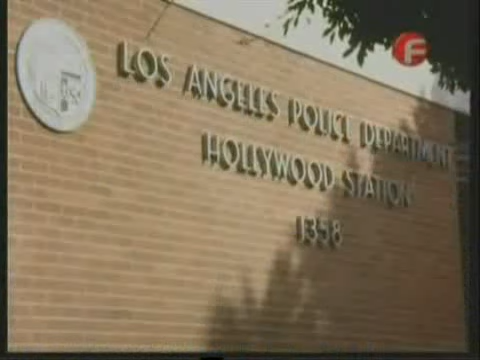 F
LOS ANGELES POLICE DEPARTMENT
HOLLYWOOD STATION
1358